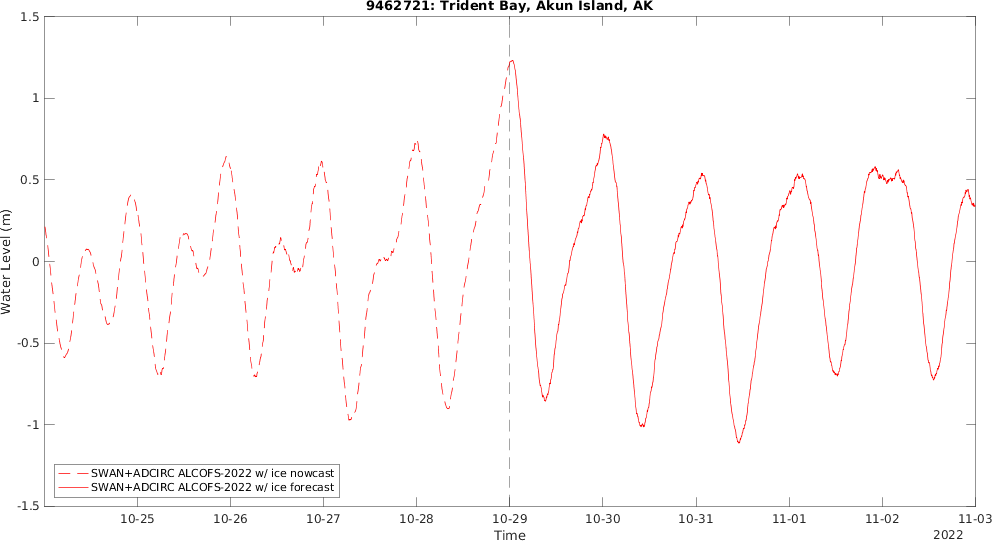 9462721: Trident Bay, Akun Island, AK
1.5
1
0.5
0
-0.5
-1
-1.5
Water Level (m)
SWAN+ADCIRC ALCOFS-2022 w/ ice nowcast
SWAN+ADCIRC ALCOFS-2022 w/ ice forecast
10-25 10-26 10-27 10-28 10-29 10-30 10-31 11-01 11-02 11-03
Time
2022